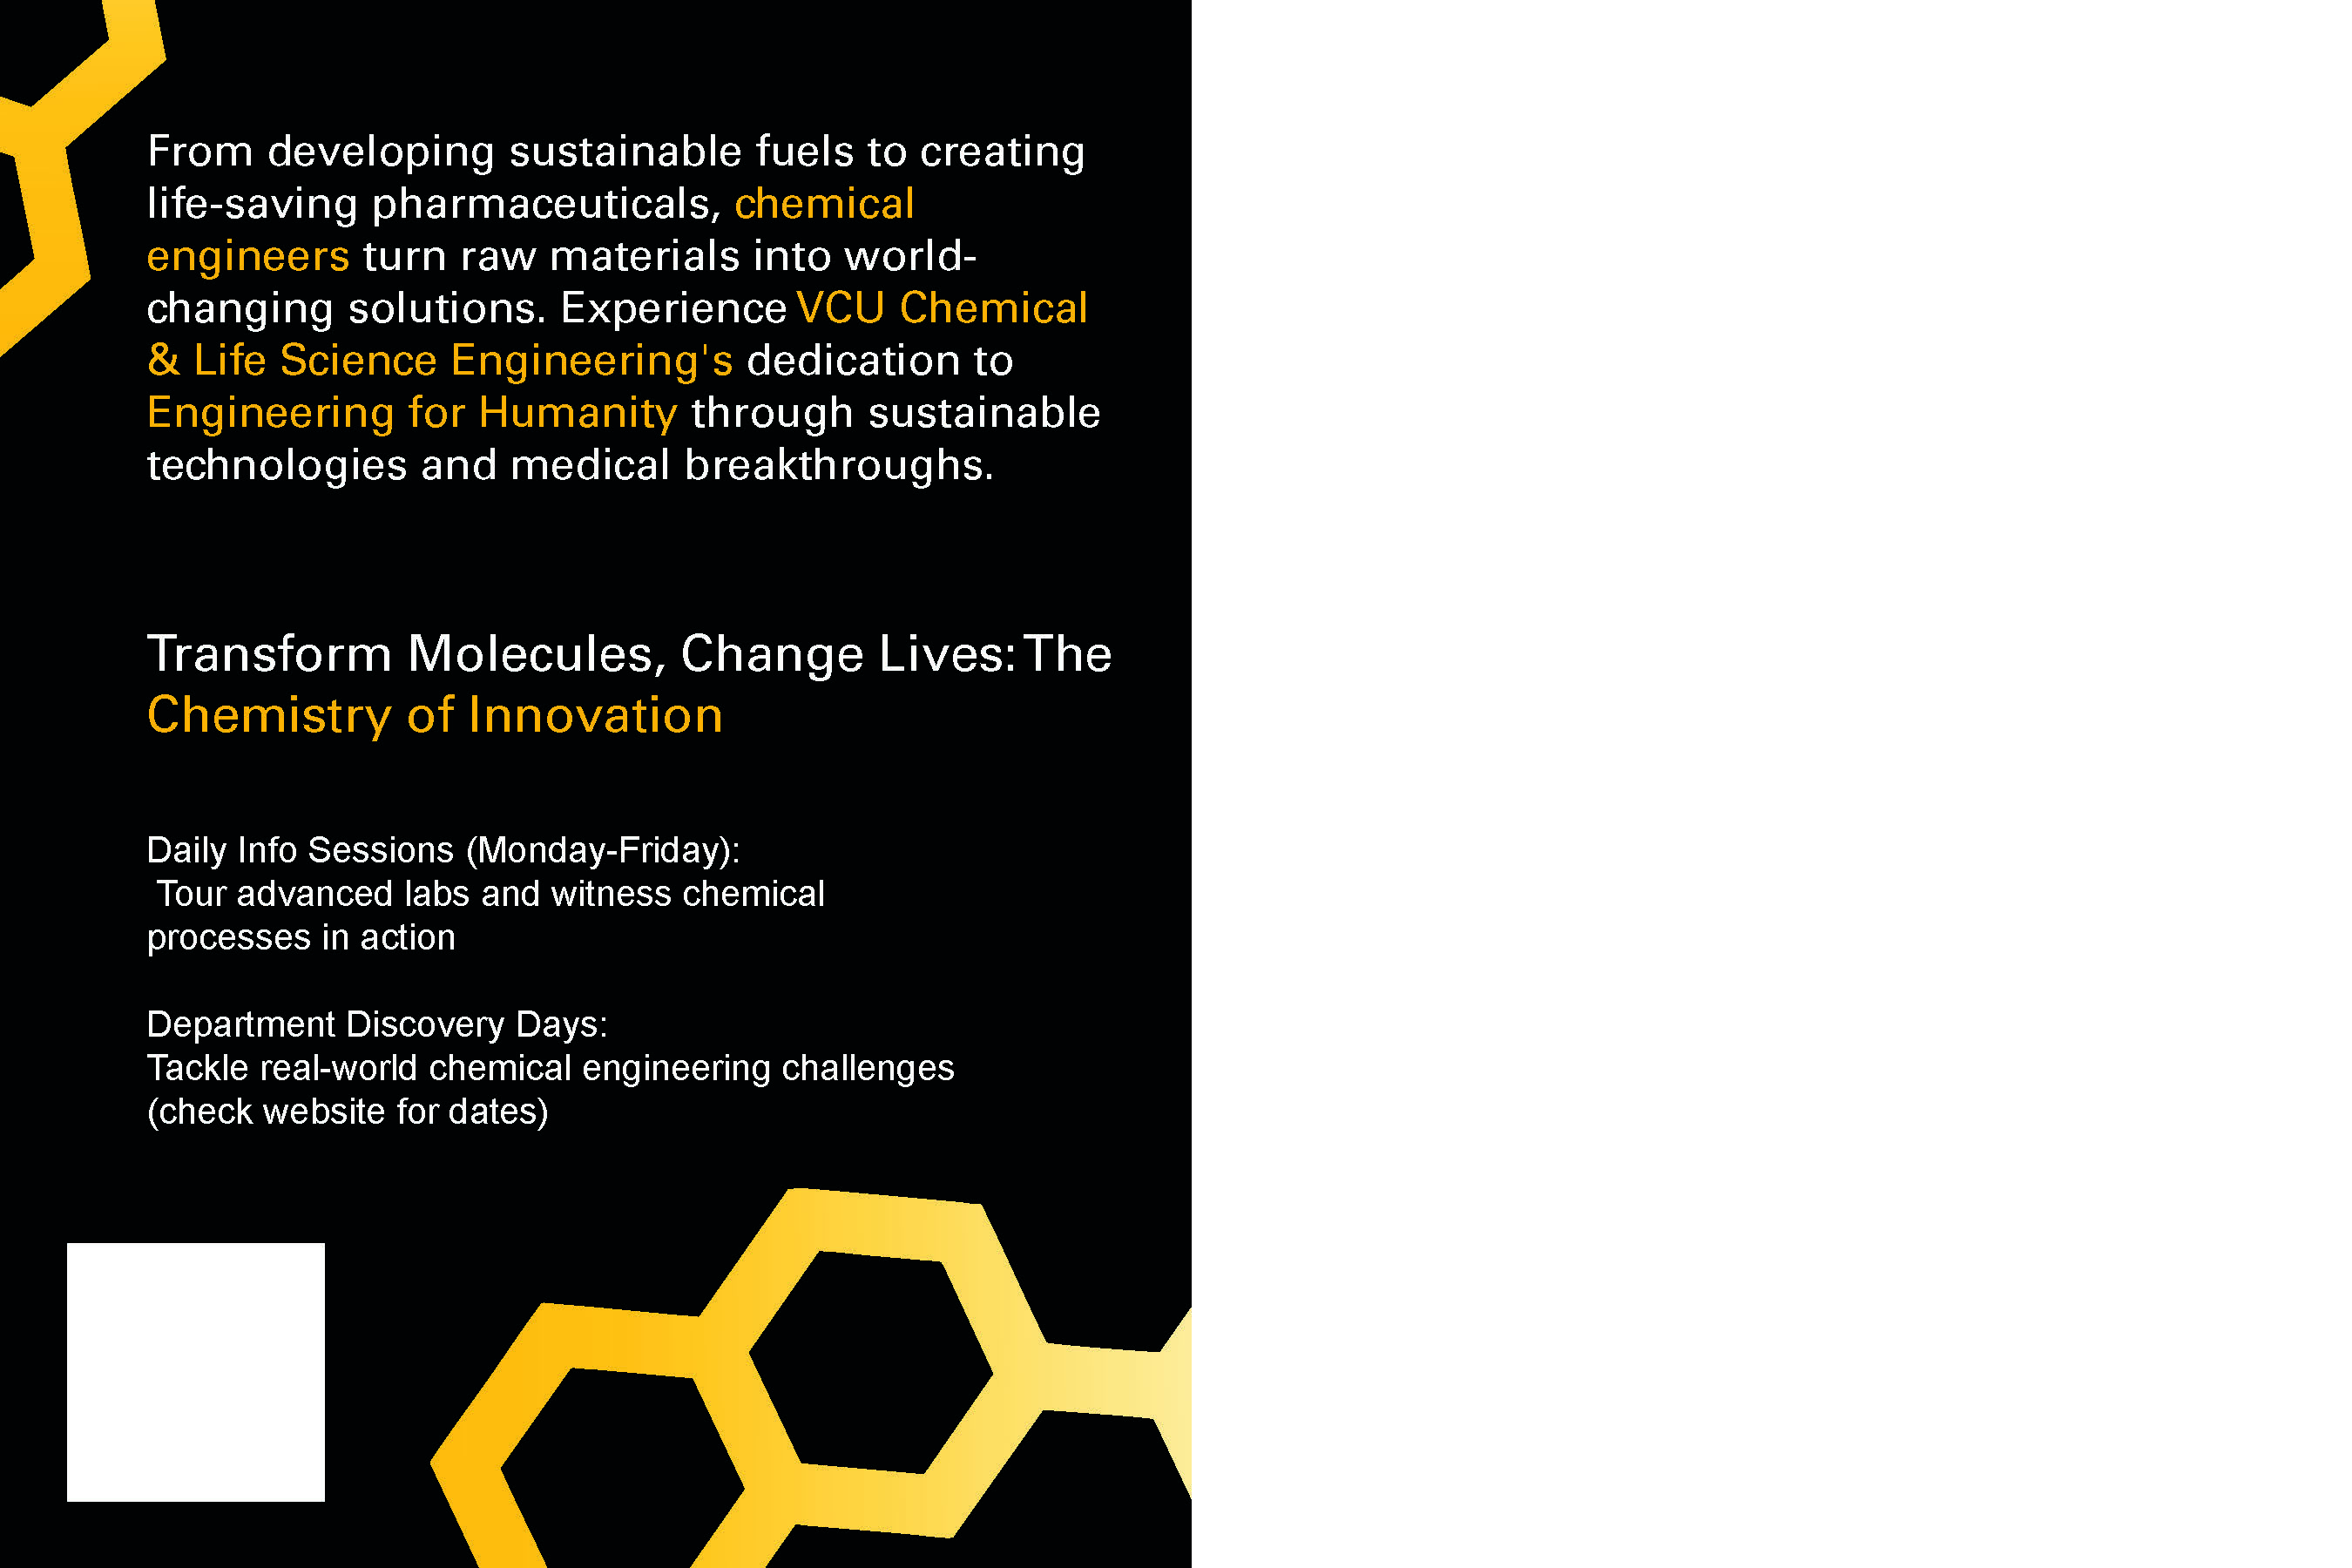 From developing sustainable fuels to creating
life-saving pharmaceuticals, chemical
engineers turn raw materials into world-
changing solutions. Experience VCU Chemical
& Life Science Engineering's dedication to
Engineering for Humanity through sustainable
technologies and medical breakthroughs.
Transform Molecules, Change Lives: The
Chemistry of Innovation
Daily Info Sessions (Monday-Friday):
Tour advanced labs and witness chemical
processes in action
Department Discovery Days:
Tackle real-world chemical engineering challenges
(check website for dates)